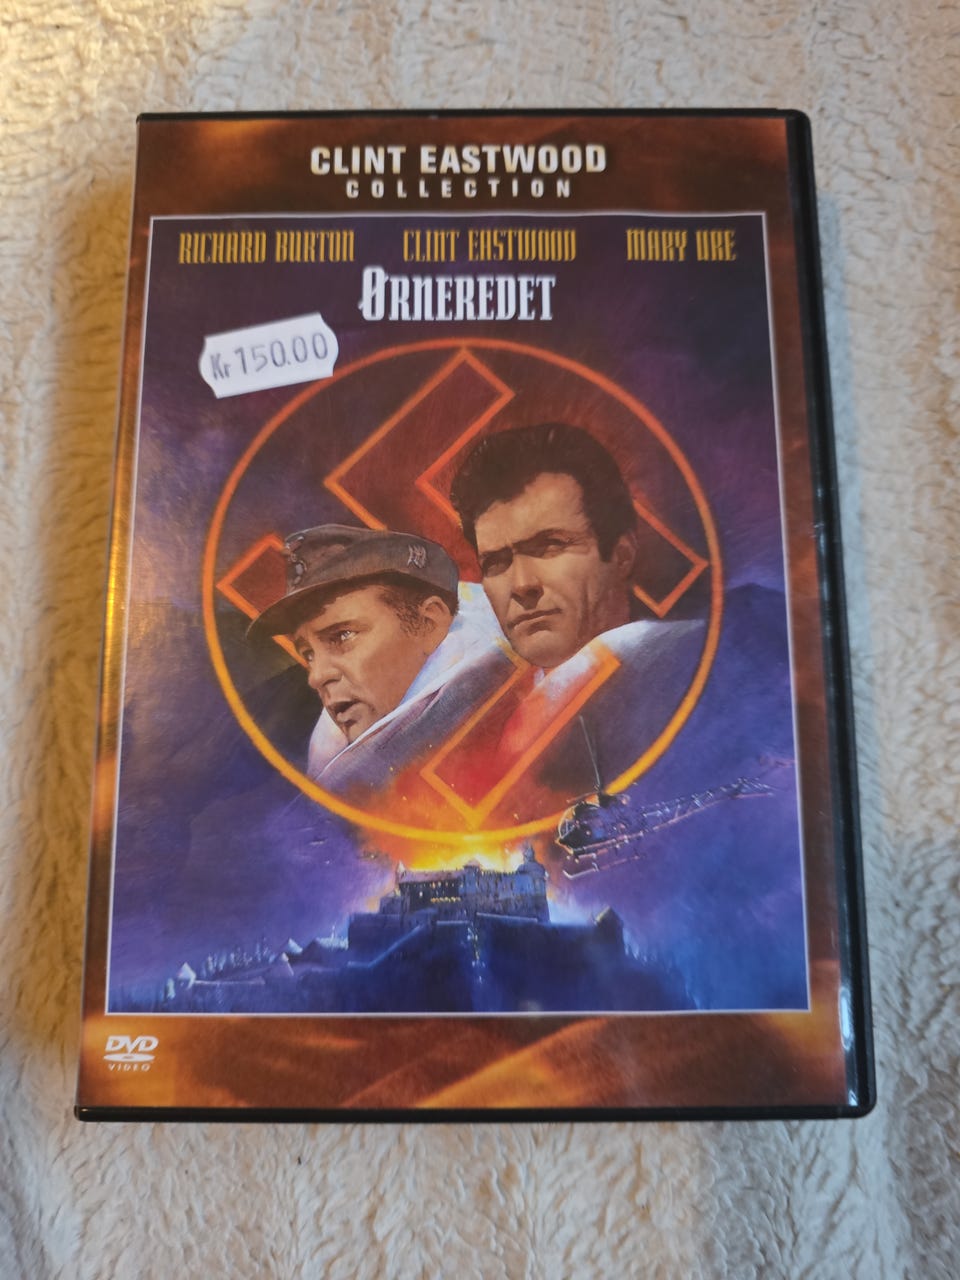 CLINT EASTWOOD
COLLECTION
RICHARD BURTON CLINT EASTWOOD MARY URE
ØRNEREDET
Kr 150.00
DVD
VIDEO